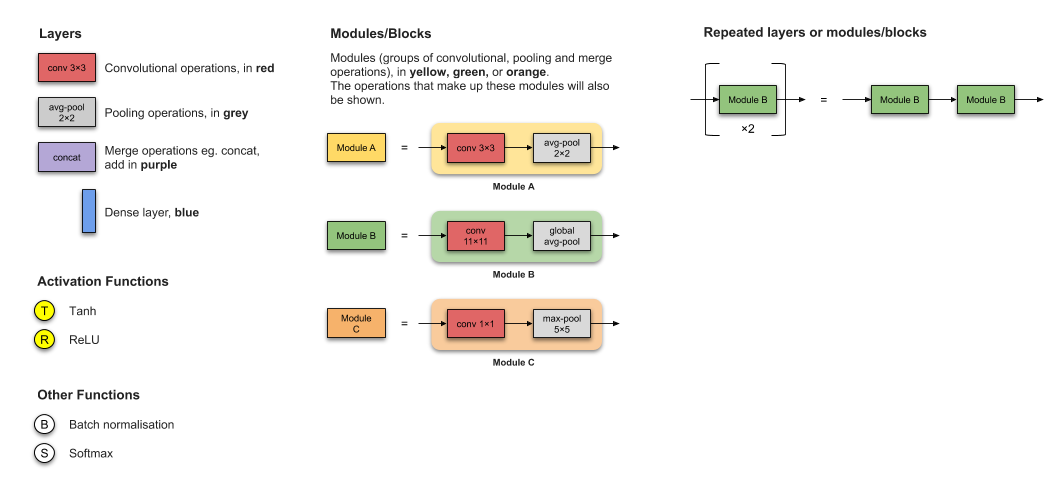 Layers
conv 3×3
Convolutional operations, in red
avg-pool
2×2
Pooling operations, in grey
concat
Merge operations eg. concat,
add in purple
Dense layer, blue
Activation Functions
T
Tanh
R
ReLU
Other Functions
B
Batch normalisation
S
Softmax
Modules/Blocks
Modules (groups of convolutional, pooling and merge
operations), in yellow, green, or orange.
The operations that make up these modules will also
be shown.
Module A
=
conv 3×3
avg-pool
2×2
Module A
Module B
=
conv
11×11
global
avg-pool
Module B
Module
C
=
conv 1×1
max-pool
5×5
Module C
Repeated layers or modules/blocks
Module B
×2
=
Module B
Module B